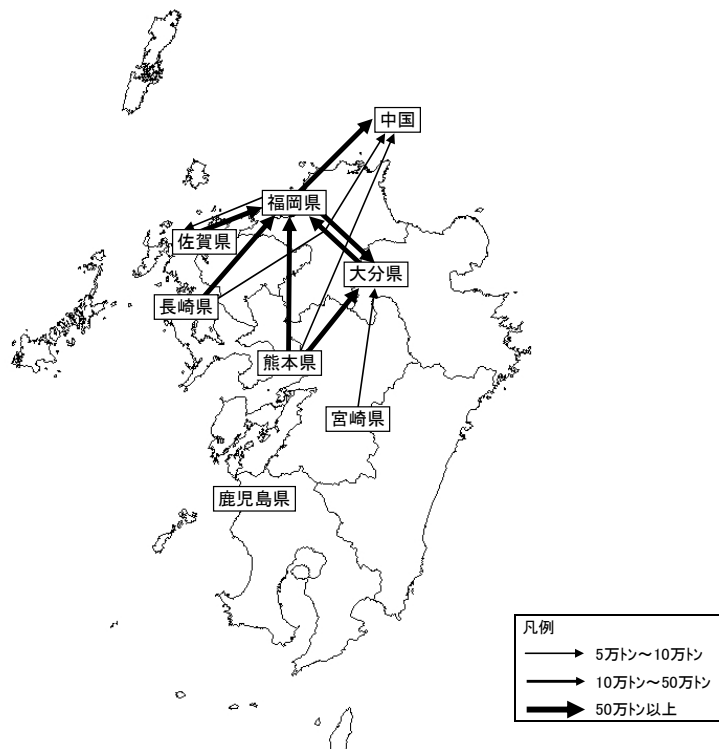 中国
福岡県
佐賀県
大分県
長崎県
熊本県
宮崎県
鹿児島県
凡例
5万トン～10万トン
10万トン～50万トン
50万トン以上